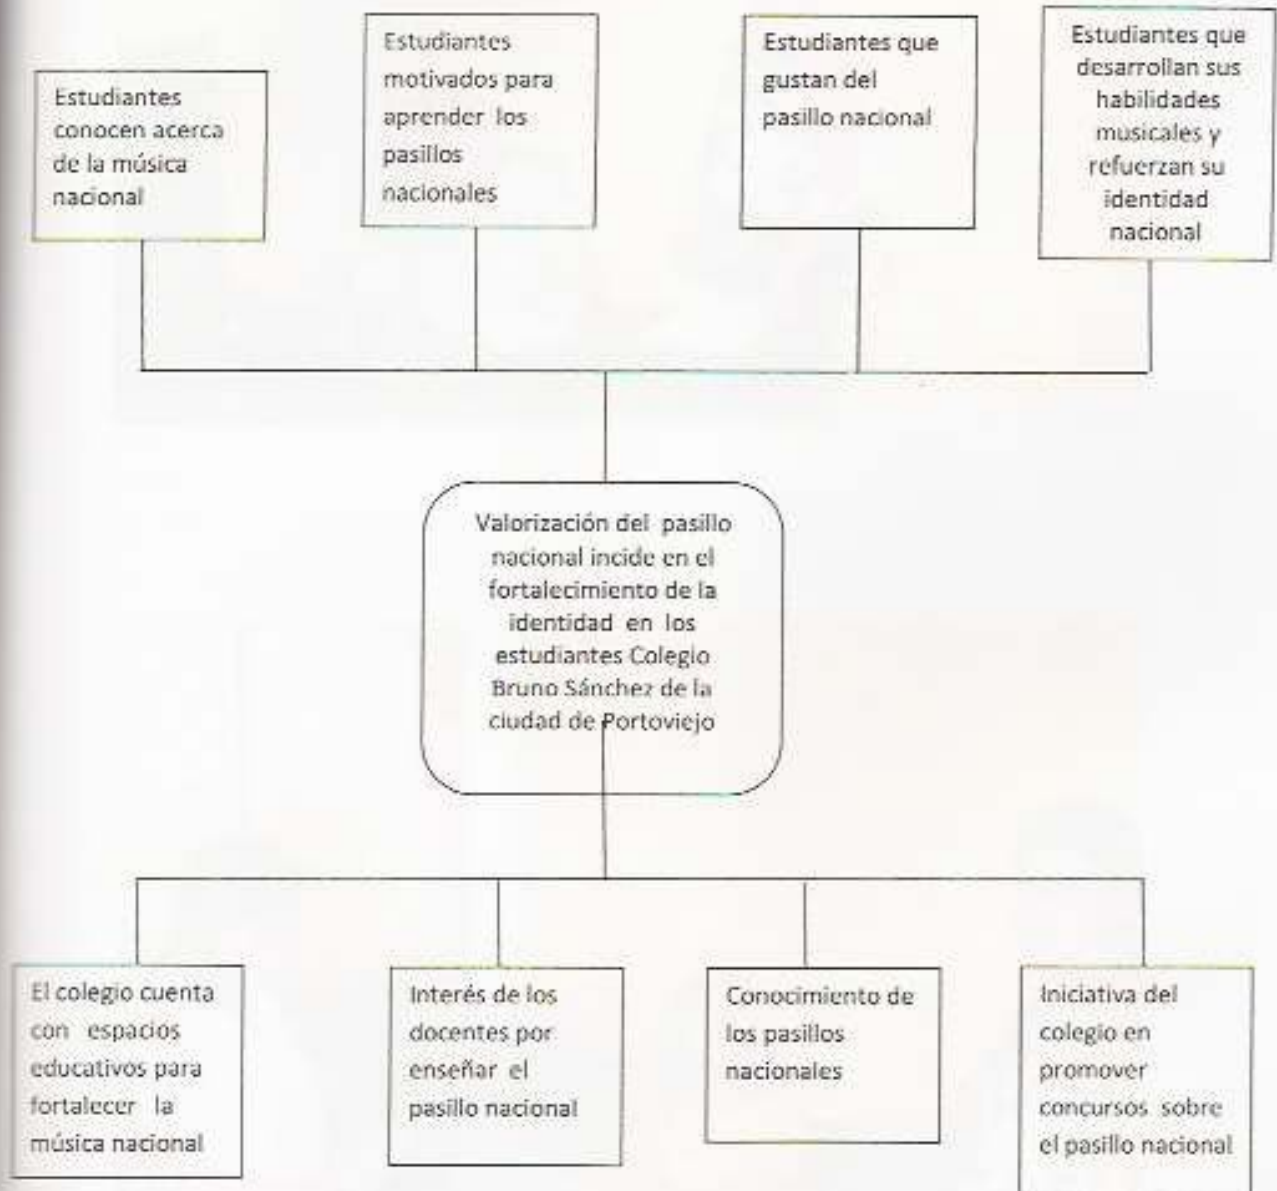 Estudiantes
conocen acerca
de la música
nacional
Estudiantes
motivados para
aprender los
pasillos
nacionales
Estudiantes que
gustan del
pasillo nacional
Estudiantes que
desarrollan sus
habilidades
musicales y
refuerzan su
identidad
nacional
Valorización del pasillo
nacional incide en el
fortalecimiento de la
identidad en los
estudiantes Colegio
Bruno Sánchez de la
ciudad de Portoviejo
El colegio cuenta
con espacios
educativos para
fortalecer la
música nacional
Interés de los
docentes por
enseñar el
pasillo nacional
Conocimiento de
los pasillos
nacionales
Iniciativa del
colegio en
promover
concursos sobre
el pasillo nacional